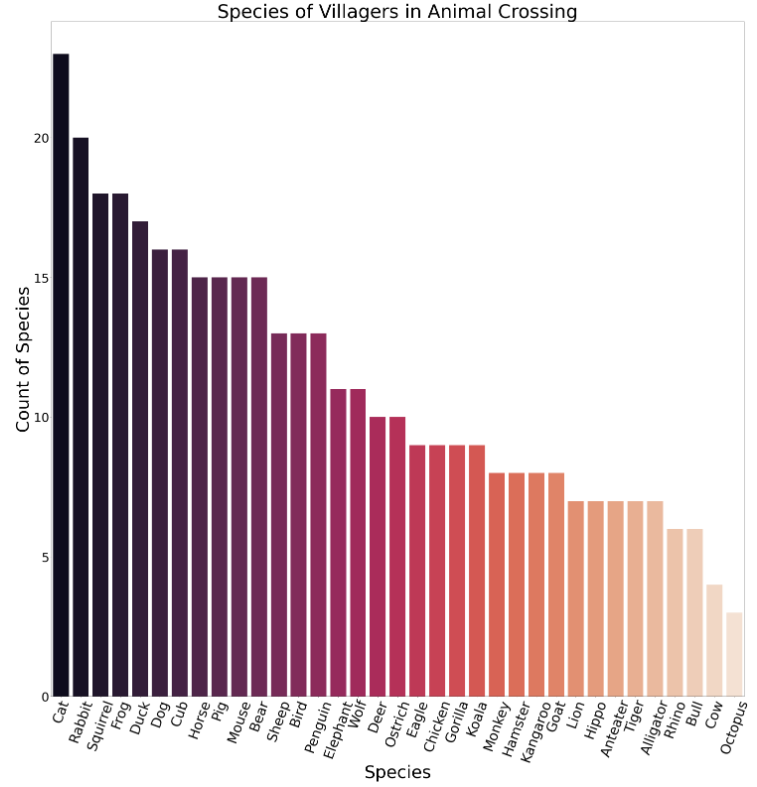 Species of Villagers in Animal Crossing
Count of Species
20
15
10
5
0
Cat
Rabbit
Squirrel
Frog
Duck
Dog
Cub
Horse
Pig
Mouse
Bear
Sheep
Bird
Penguin
Elephant
Wolf
Deer
Ostrich
Eagle
Chicken
Gorilla
Koala
Monkey
Hamster
Kangaroo
Goat
Lion
Hippo
Anteater
Tiger
Alligator
Rhino
Bull
Cow
Octopus
Species